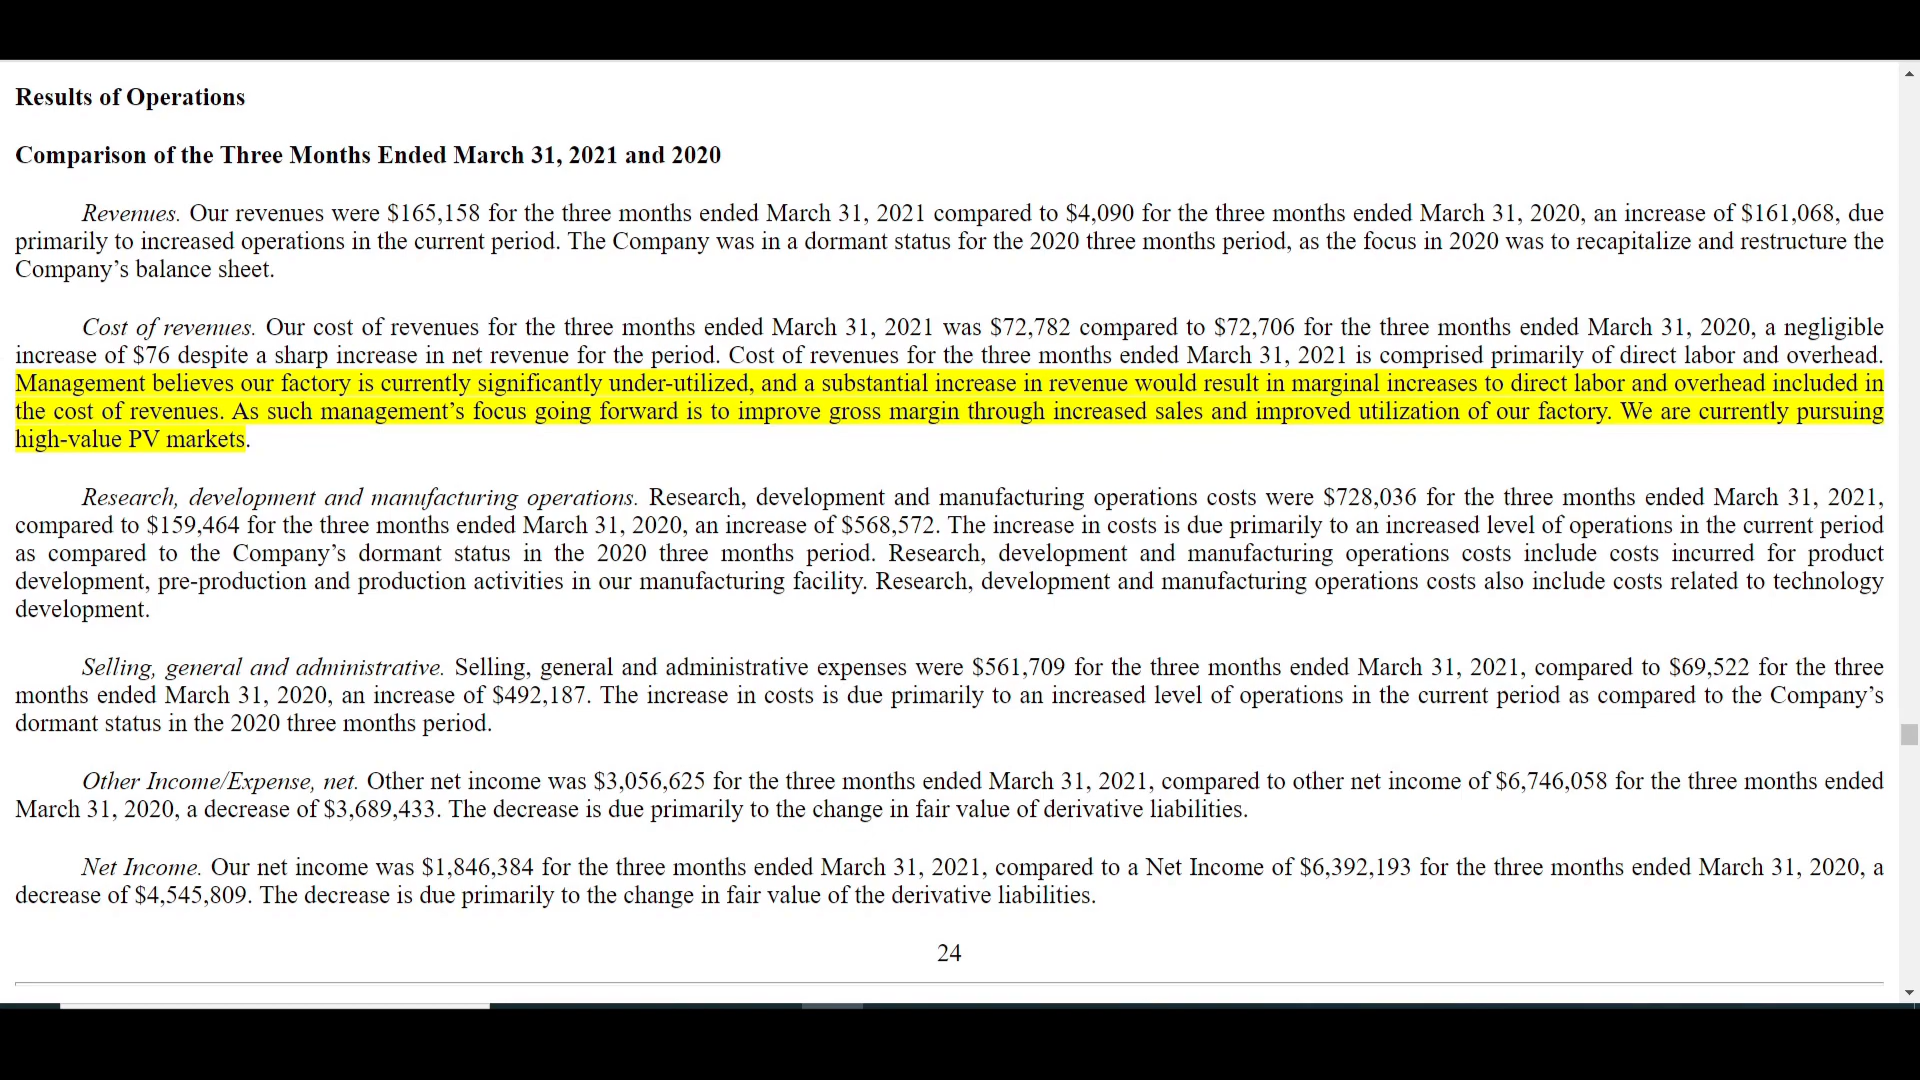 Results of Operations
Comparison of the Three Months Ended March 31, 2021 and 2020
Revenues. Our revenues were $165,158 for the three months ended March 31, 2021 compared to $4,090 for the three months ended March 31, 2020, an increase of $161,068, due
primarily to increased operations in the current period. The Company was in a dormant status for the 2020 three months period, as the focus in 2020 was to recapitalize and restructure the
Company’s balance sheet.
Cost of revenues. Our cost of revenues for the three months ended March 31, 2021 was $72,782 compared to $72,706 for the three months ended March 31, 2020, a negligible
increase of $76 despite a sharp increase in net revenue for the period. Cost of revenues for the three months ended March 31, 2021 is comprised primarily of direct labor and overhead.
Management believes our factory is currently significantly under-utilized, and a substantial increase in revenue would result in marginal increases to direct labor and overhead included in
the cost of revenues. As such management’s focus going forward is to improve gross margin through increased sales and improved utilization of our factory. We are currently pursuing
high-value PV markets.
Research, development and manufacturing operations. Research, development and manufacturing operations costs were $728,036 for the three months ended March 31, 2021,
compared to $159,464 for the three months ended March 31, 2020, an increase of $568,572. The increase in costs is due primarily to an increased level of operations in the current period
as compared to the Company’s dormant status in the 2020 three months period. Research, development and manufacturing operations costs include costs incurred for product
development, pre-production and production activities in our manufacturing facility. Research, development and manufacturing operations costs also include costs related to technology
development.
Selling, general and administrative. Selling, general and administrative expenses were $561,709 for the three months ended March 31, 2021, compared to $69,522 for the three
months ended March 31, 2020, an increase of $492,187. The increase in costs is due primarily to an increased level of operations in the current period as compared to the Company’s
dormant status in the 2020 three months period.
Other Income/Expense, net. Other net income was $3,056,625 for the three months ended March 31, 2021, compared to other net income of $6,746,058 for the three months ended
March 31, 2020, a decrease of $3,689,433. The decrease is due primarily to the change in fair value of derivative liabilities.
Net Income. Our net income was $1,846,384 for the three months ended March 31, 2021, compared to a Net Income of $6,392,193 for the three months ended March 31, 2020, a
decrease of $4,545,809. The decrease is due primarily to the change in fair value of the derivative liabilities.
24